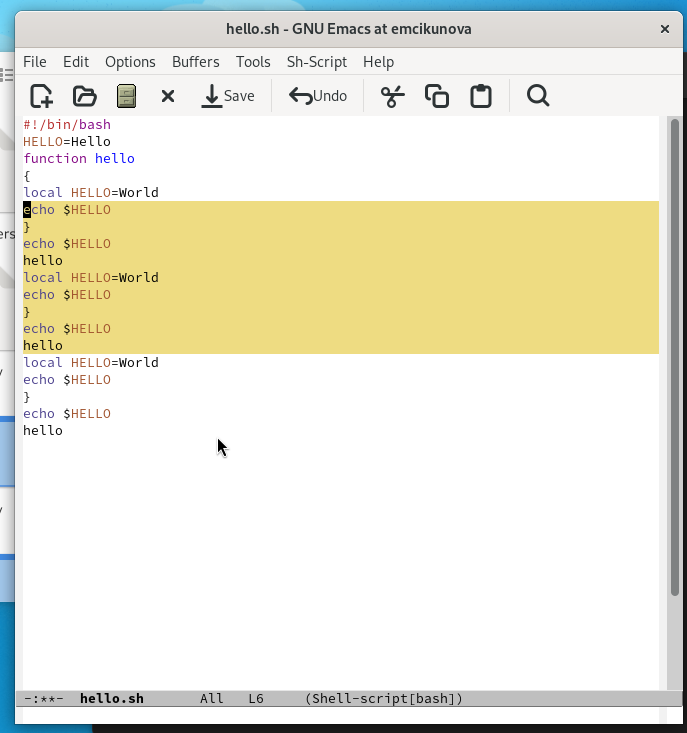 hello.sh - GNU Emacs at emcikunova ×
File Edit Options Buffers Tools Sh-Script Help
Save Undo
#!/bin/bash
HELLO=Hello
function hello
{
local HELLO=World
echo $HELLO
}
echo $HELLO
hello
local HELLO=World
echo $HELLO
}
echo $HELLO
hello
local HELLO=World
echo $HELLO
}
echo $HELLO
hello
-:**- hello.sh All L6 (Shell-script[bash])